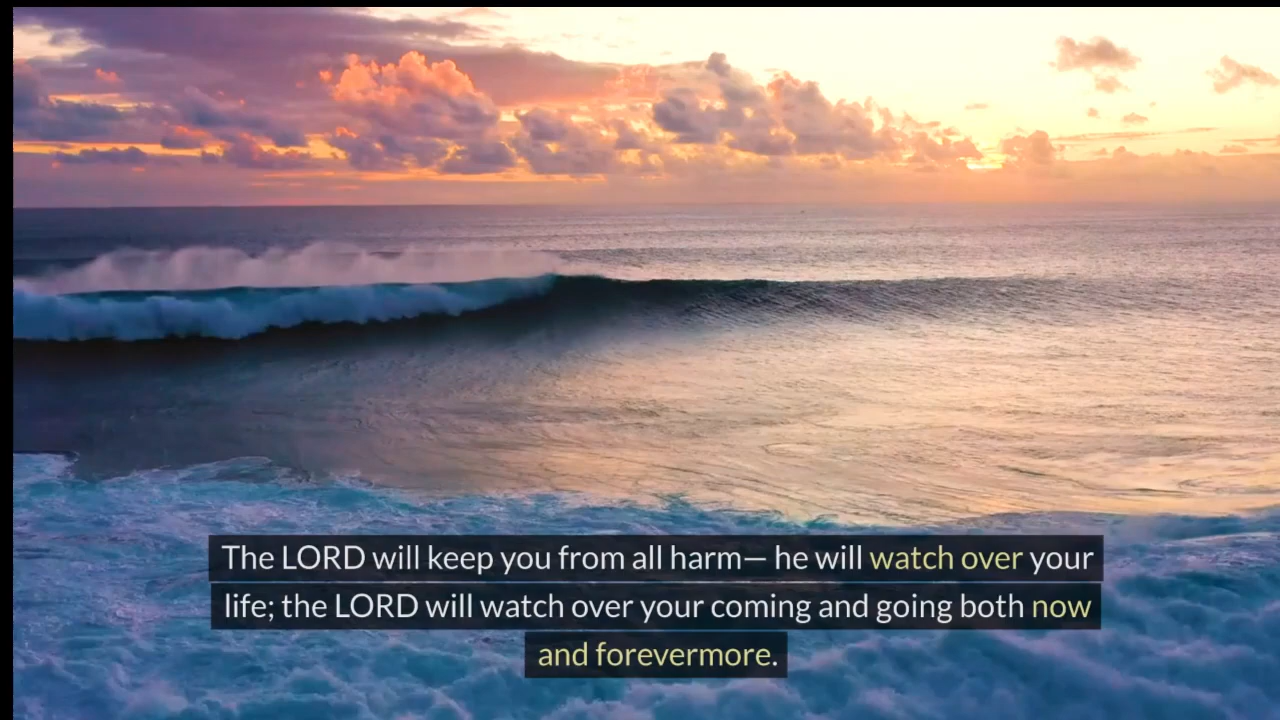 The LORD will keep you from all harm— he will watch over your
life; the LORD will watch over your coming and going both now
and forevermore.